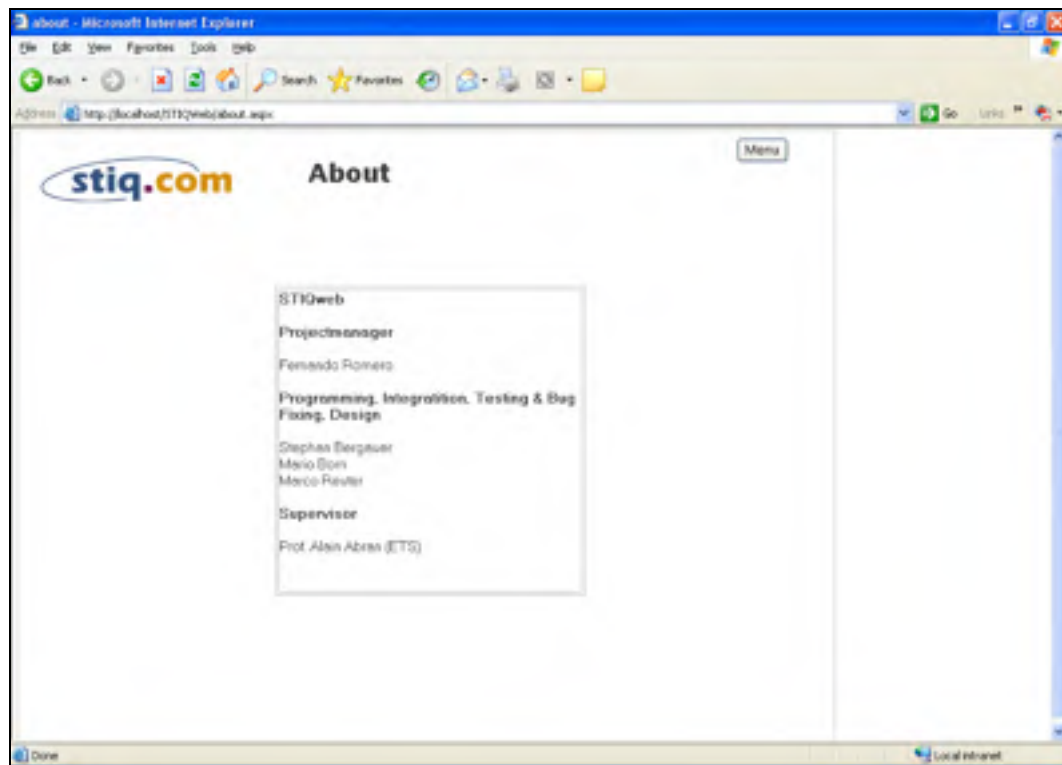 about - Microsoft Internet Explorer
File Edit View Favorites Tools Help
Back Search Favorites
Address http://localhost/STIQWeb/about.aspx Go Links »
stiq.com About Menu
STIQweb
Projectmanager
Fernando Romero
Programming, Integratition, Testing & Bug
Fixing, Design
Stephan Bergauer
Mario Born
Marco Reuter
Supervisor
Prof. Alain Abran (ETS)
Done Local intranet